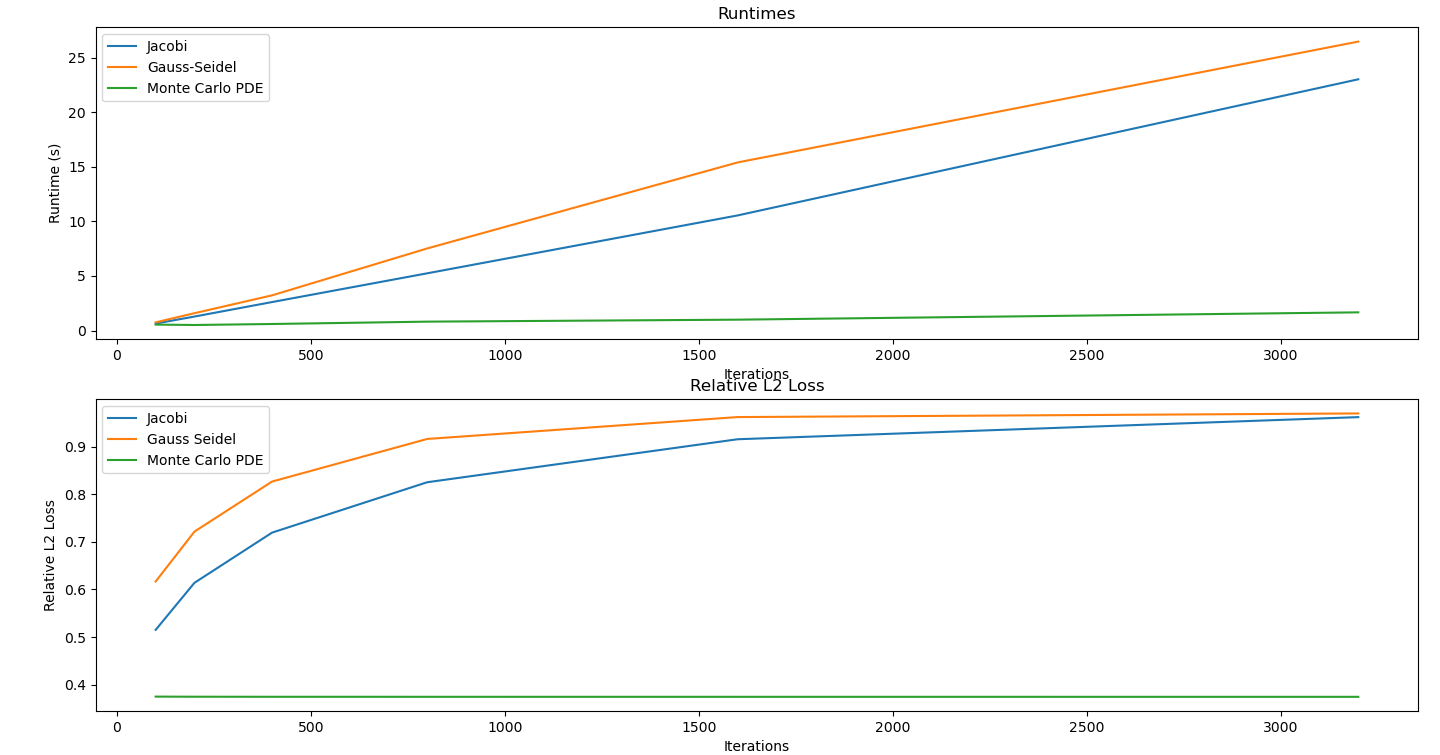 Runtimes
Jacobi
Gauss-Seidel
Monte Carlo PDE
Runtime (s)
25
20
15
10
5
0
0 500 1000 1500 2000 2500 3000
Iterations
Relative L2 Loss
Jacobi
Gauss Seidel
Monte Carlo PDE
Relative L2 Loss
0.9
0.8
0.7
0.6
0.5
0.4
0 500 1000 1500 2000 2500 3000
Iterations